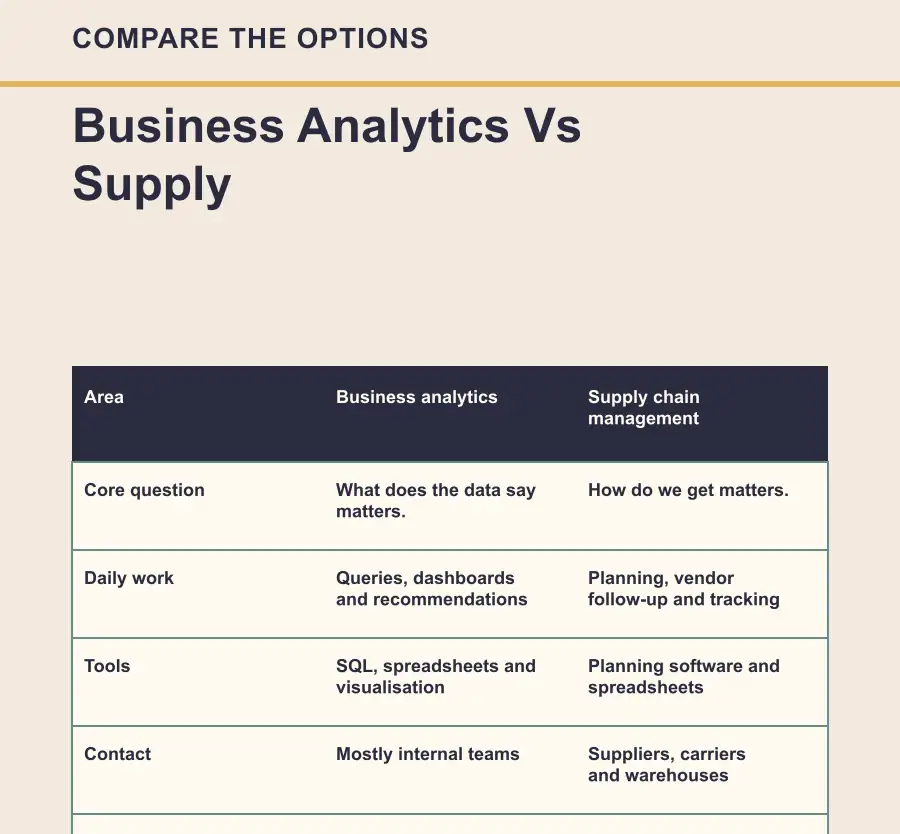 COMPARE THE OPTIONS
Business Analytics Vs
Supply
Area
Business analytics
Supply chain
management
Core question
What does the data say
matters.
How do we get matters.
Daily work
Queries, dashboards
and recommendations
Planning, vendor
follow-up and tracking
Tools
SQL, spreadsheets and
visualisation
Planning software and
spreadsheets
Contact
Mostly internal teams
Suppliers, carriers
and warehouses